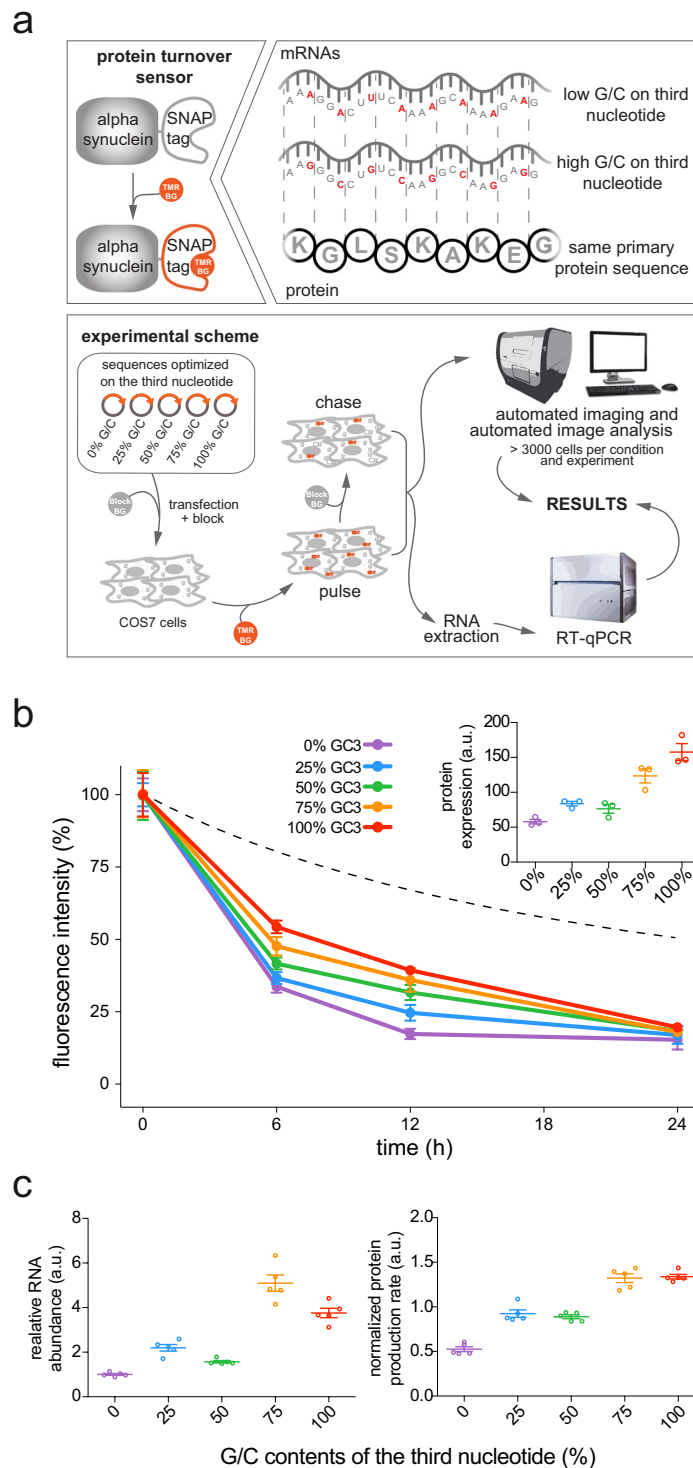 a
protein turnover
sensor
alpha
synuclein
SNAP
tag
TMR
BG
alpha
synuclein
SNAP
tag
TMR
BG
mRNAs
A A A G G A C U U U C A A A A G C A A A A G A A G
low G/C on third
nucleotide
A A G G G C C U G U C C A A G G C C A A G G A G G
high G/C on third
nucleotide
K G L S K A K E G
same primary
protein sequence
protein
experimental scheme
sequences optimized
on the third nucleotide
0% G/C
25% G/C
50% G/C
75% G/C
100% G/C
Block
BG
transfection
+ block
COS7 cells
TMR
BG
pulse
Block
BG
chase
automated imaging and
automated image analysis
> 3000 cells per condition
and experiment
RESULTS
RNA
extraction
RT-qPCR
b
fluorescence intensity (%)
100
75
50
25
0
0 6 12 18 24
time (h)
0% GC3
25% GC3
50% GC3
75% GC3
100% GC3
protein
expression (a.u.)
200
150
100
50
0
0% 25% 50% 75% 100%
c
realative RNA
abundance (a.u.)
8
6
4
2
0
0 25 50 75 100
normalized protein
production rate (a.u.)
2.0
1.5
1.0
0.5
0.0
0 25 50 75 100
G/C contents of the third nucleotide (%)